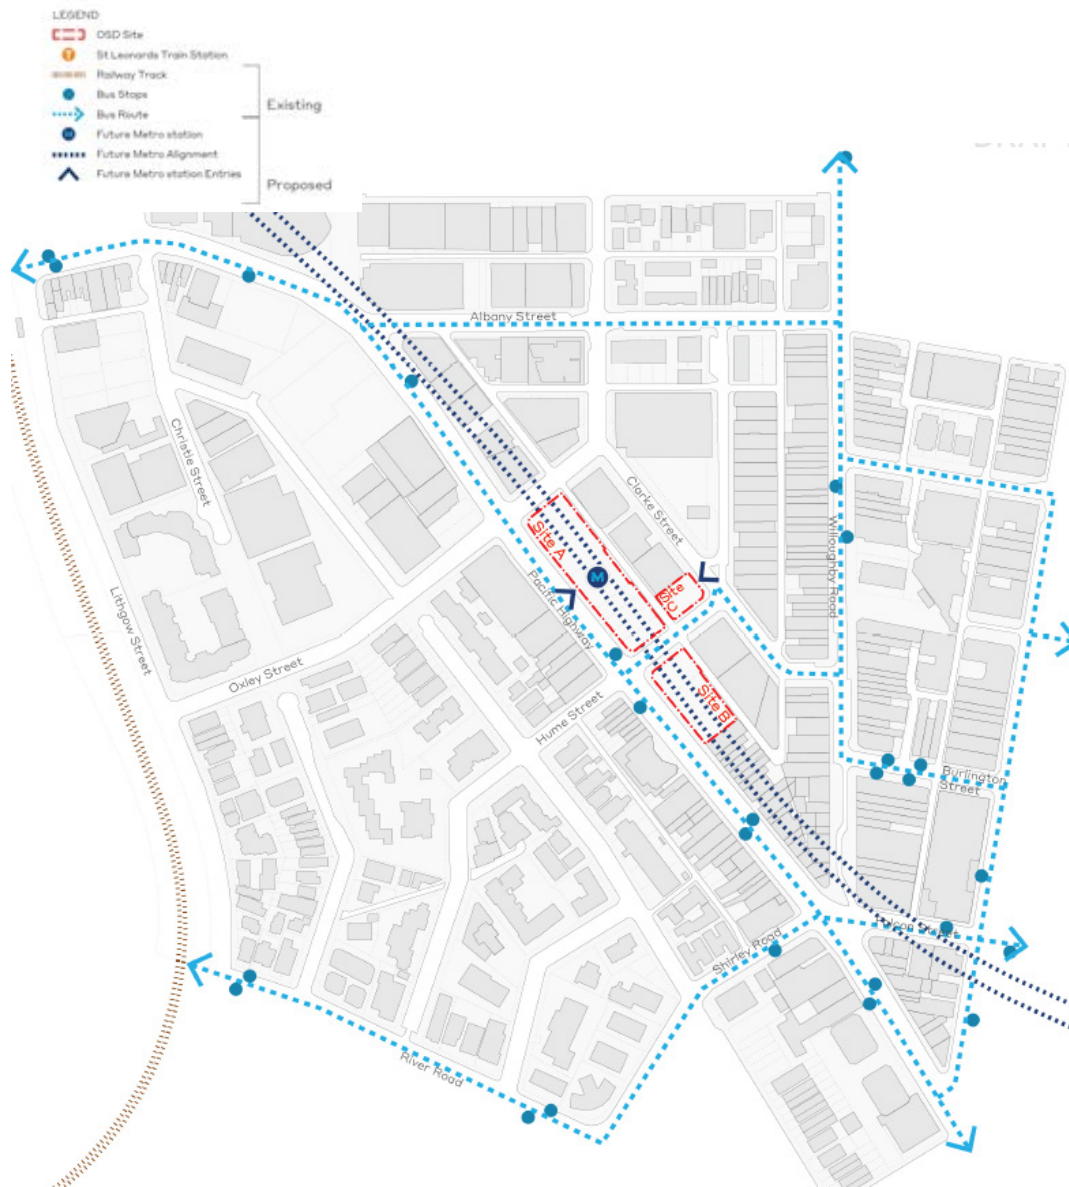 LEGEND
OSD Site
T
St Leonards Train Station
Railway Track
Bus Stops
Existing
Bus Route
M
Future Metro station
Future Metro Alignment
Future Metro station Entries
Proposed
Albany Street
Christie Street
Clarke Street
Willoughby Road
Site A
M
Site C
Pacific Highway
Lithgow Street
Oxley Street
Site B
Hume Street
Burlington Street
Falcon Street
Shirley Road
River Road